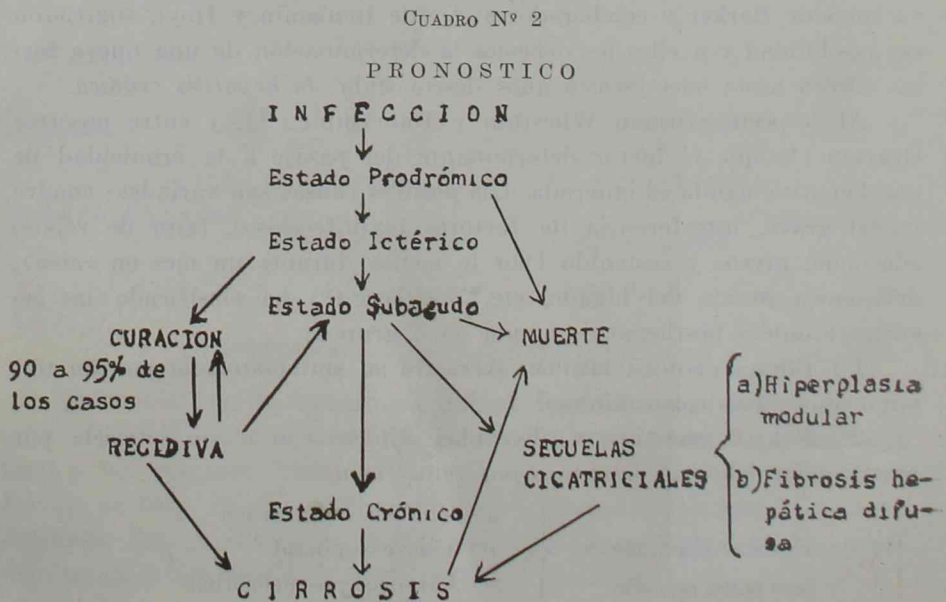 CUADRO Nº 2
PRONOSTICO
INFECCION
Estado Prodrómico
Estado Ictérico
Estado Subagudo
CURACION
MUERTE
90 a 95% de
los casos
RECIDIVA
SECUELAS
CICATRICIALES
a)Hiperplasia
modular
b)Fibrosis he-
pática difu-
sa
Estado Crónico
CIRROSIS